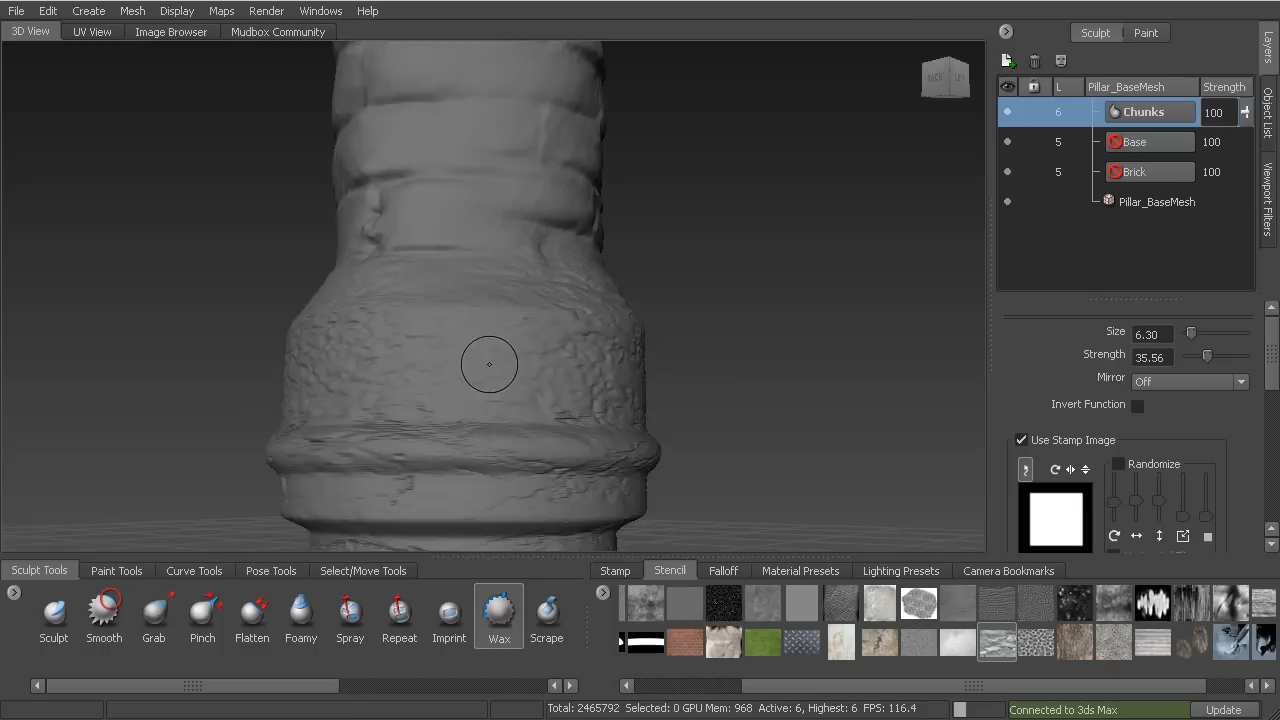 File Edit Create Mesh Display Maps Render Windows Help
3D View UV View Image Browser Mudbox Community
Sculpt Paint
Layers
Object List
Viewport Filters
L Pillar_BaseMesh Strength
6 Chunks 100
5 Base 100
5 Brick 100
Pillar_BaseMesh
Size 6.30
Strength 35.56
Mirror Off
Invert Function
Use Stamp Image
Randomize
Sculpt Tools Paint Tools Curve Tools Pose Tools Select/Move Tools
Stamp Stencil Falloff Material Presets Lighting Presets Camera Bookmarks
Sculpt Smooth Grab Pinch Flatten Foamy Spray Repeat Imprint Wax Scrape
Total: 2465792 Selected: 0 GPU Mem: 968 Active: 6, Highest: 6 FPS: 116.4
Connected to 3ds Max Update